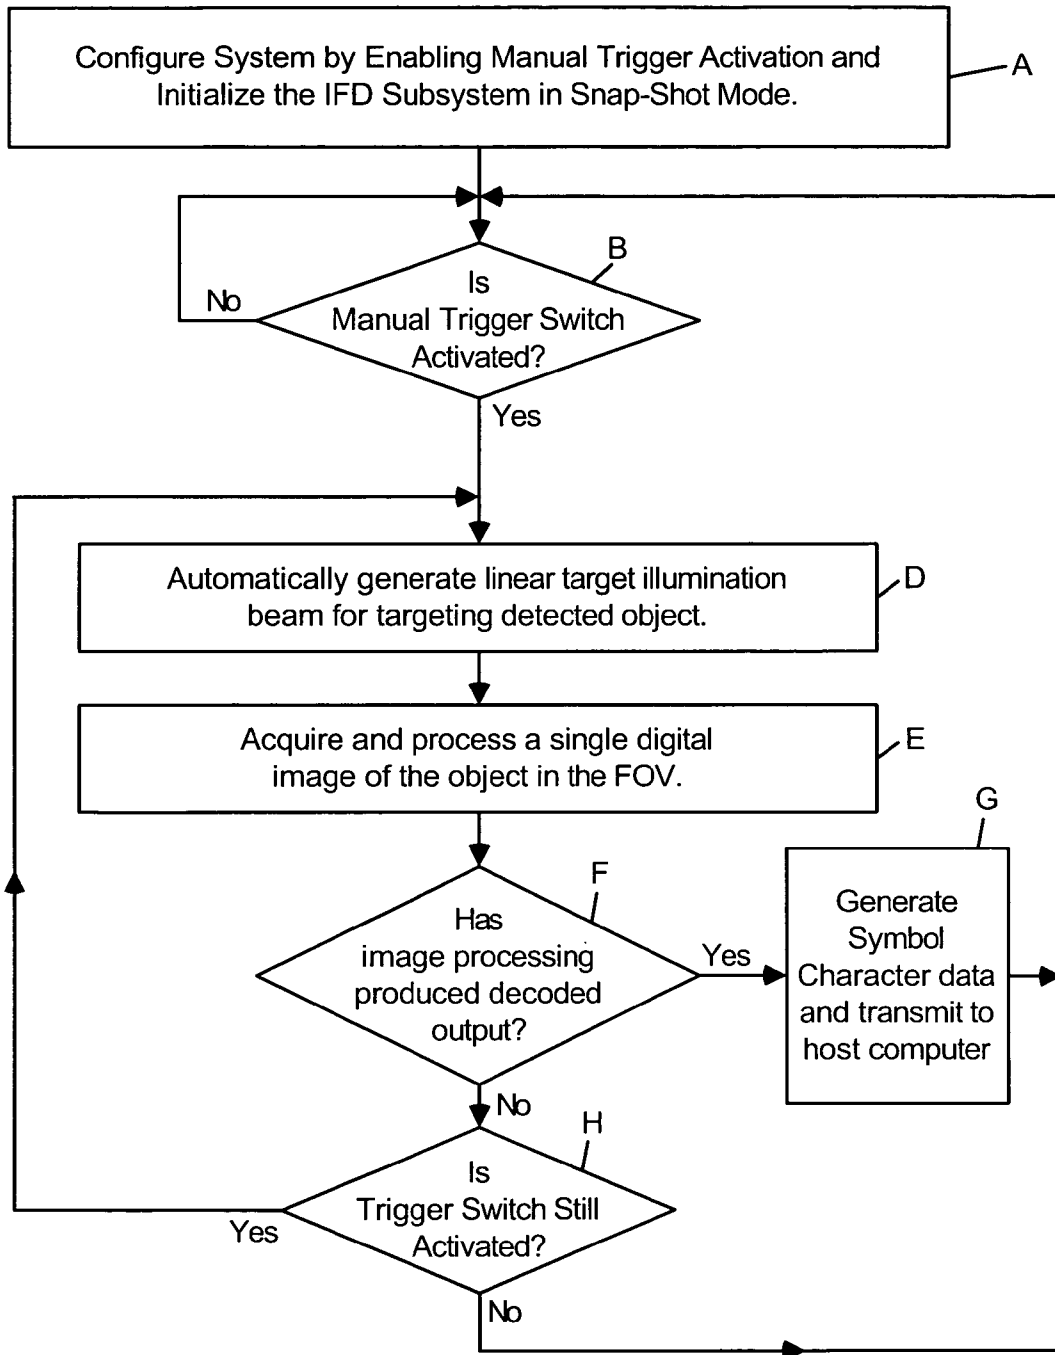 Configure System by Enabling Manual Trigger Activation and
Initialize the IFD Subsystem in Snap-Shot Mode.
A
B
Is
Manual Trigger Switch
Activated?
No
Yes
Automatically generate linear target illumination
beam for targeting detected object.
D
Acquire and process a single digital
image of the object in the FOV.
E
F
Has
image processing
produced decoded
output?
Yes
G
Generate
Symbol
Character data
and transmit to
host computer
No
H
Is
Trigger Switch Still
Activated?
Yes
No